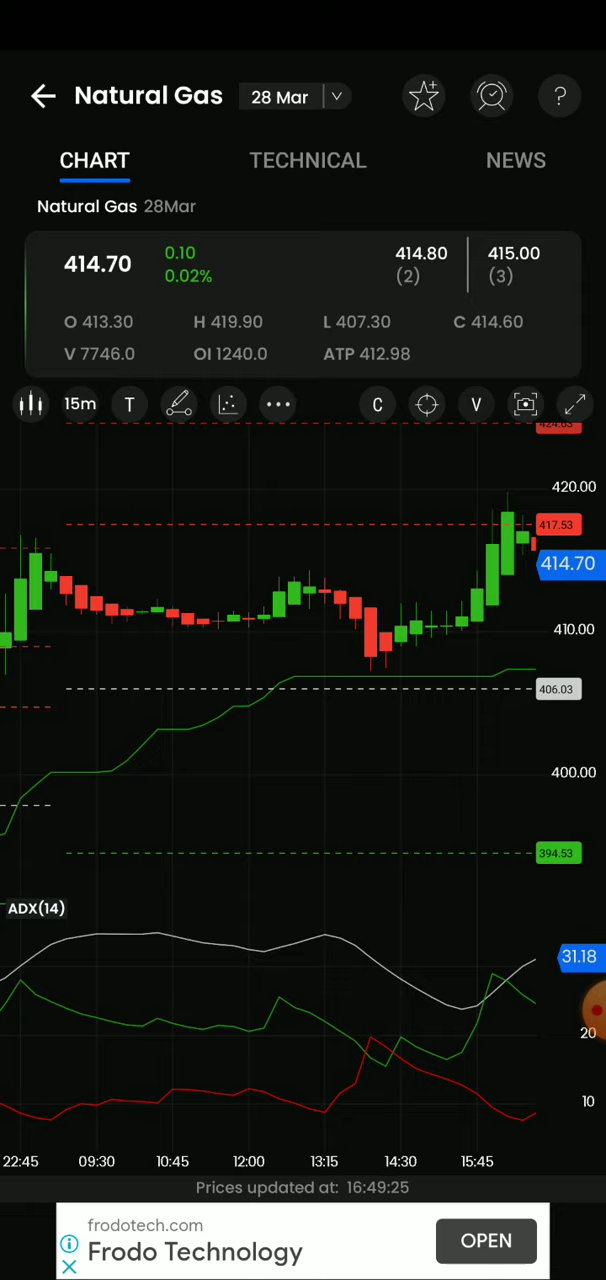 Natural Gas 28 Mar ?
CHART TECHNICAL NEWS
Natural Gas 28Mar
414.70 0.10 414.80 415.00
0.02% (2) (3)
O 413.30 H 419.90 L 407.30 C 414.60
V 7746.0 OI 1240.0 ATP 412.98
15m T C V
420.00
417.53
414.70
410.00
406.03
400.00
394.53
ADX(14)
31.18
20
10
22:45 09:30 10:45 12:00 13:15 14:30 15:45
Prices updated at: 16:49:25
frodotech.com
Frodo Technology
OPEN